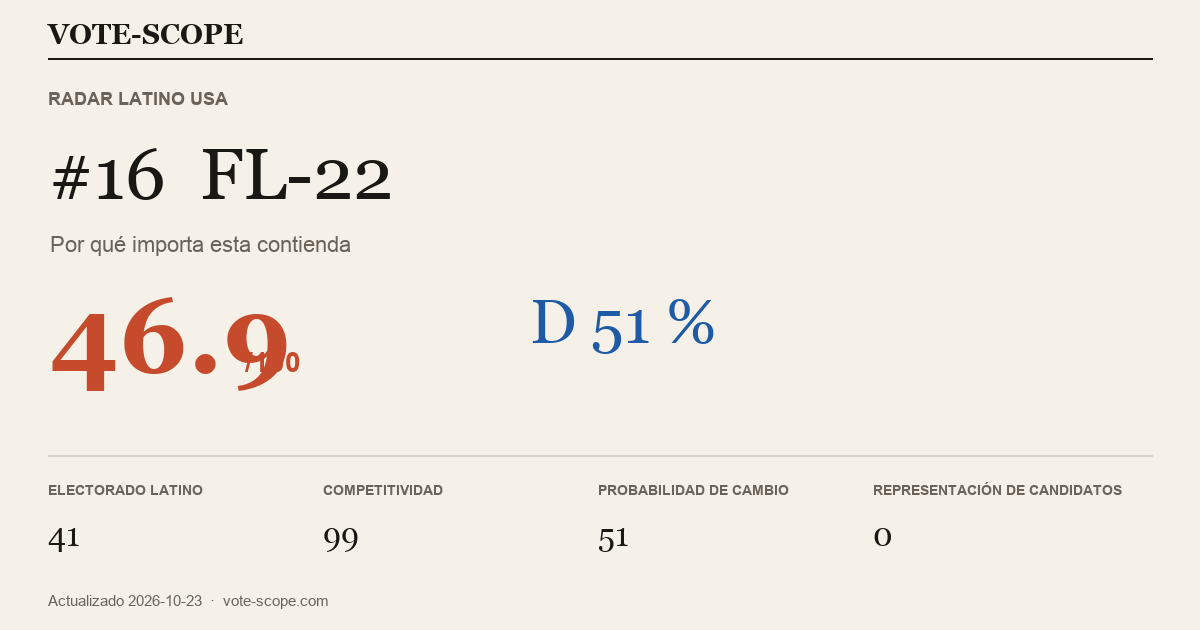 VOTE-SCOPE
RADAR LATINO USA
#16 FL-22
Por qué importa esta contienda
46.9 /100
D 51 %
ELECTORADO LATINO
COMPETITIVIDAD
PROBABILIDAD DE CAMBIO
REPRESENTACIÓN DE CANDIDATOS
41
99
51
0
Actualizado 2026-10-23 · vote-scope.com